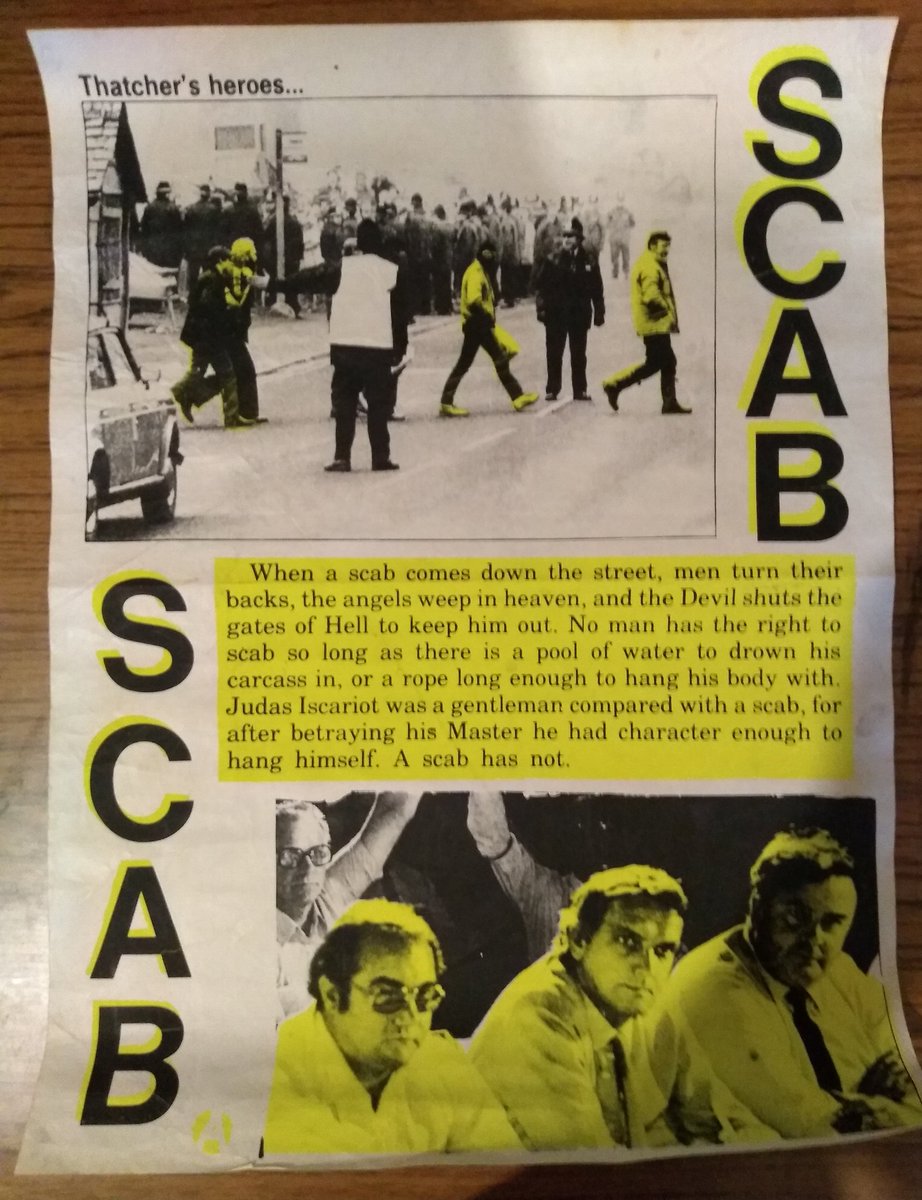 Thatcher's heroes...
SCAB
When a scab comes down the street, men turn their
backs, the angels weep in heaven, and the Devil shuts the
gates of Hell to keep him out. No man has the right to
scab so long as there is a pool of water to drown his
carcass in, or a rope long enough to hang his body with.
Judas Iscariot was a gentleman compared with a scab, for
after betraying his Master he had character enough to
hang himself. A scab has not.
SCAB
A